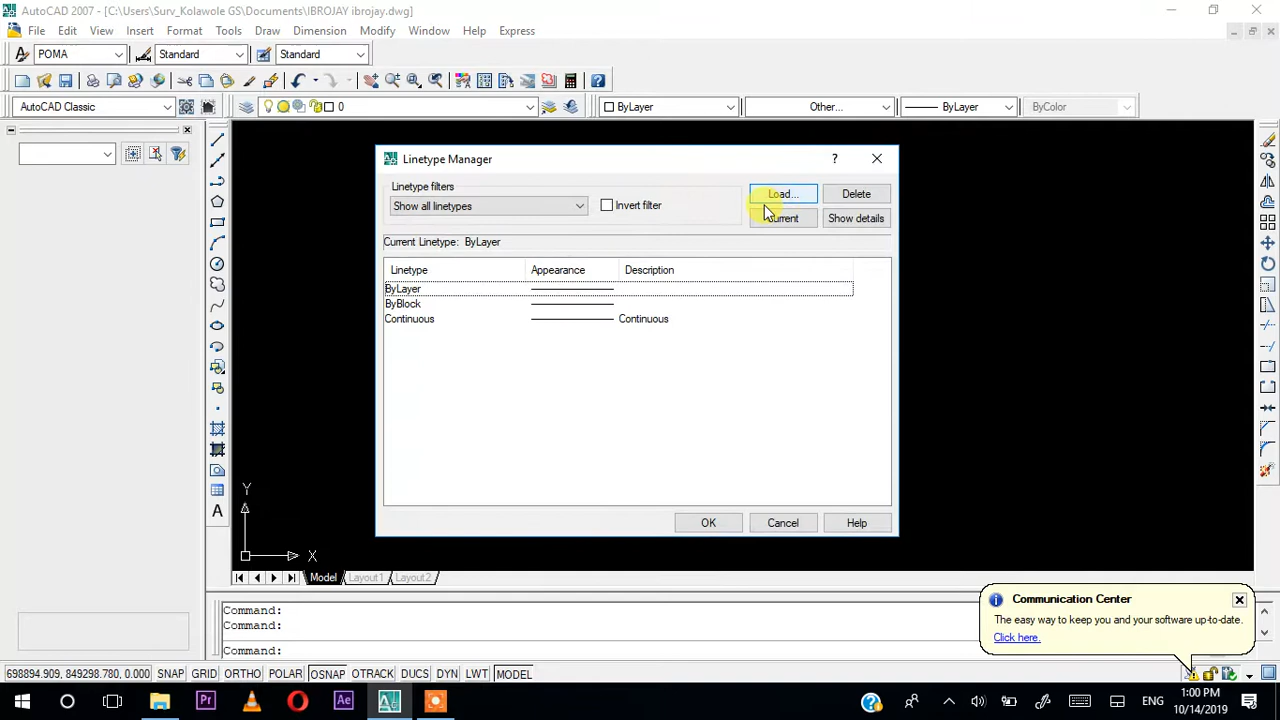 AutoCAD 2007 - [C:\Users\Surv_Kolawole GS\Documents\IBROJAY ibrojay.dwg]
File Edit View Insert Format Tools Draw Dimension Modify Window Help Express
POMA Standard Standard
AutoCAD Classic 0 ByLayer Other... ByLayer ByColor
Linetype Manager
Linetype filters
Show all linetypes
Invert filter
Load... Delete
Current Show details
Current Linetype: ByLayer
Linetype Appearance Description
ByLayer
ByBlock
Continuous Continuous
OK Cancel Help
Y
X
Model Layout1 Layout2
Command:
Command:
Command:
Communication Center
The easy way to keep you and your software up-to-date.
Click here.
698894.909, 849298.780, 0.000 SNAP GRID ORTHO POLAR OSNAP OTRACK DUCS DYN LWT MODEL
Pr Ae ENG 1:00 PM
10/14/2019